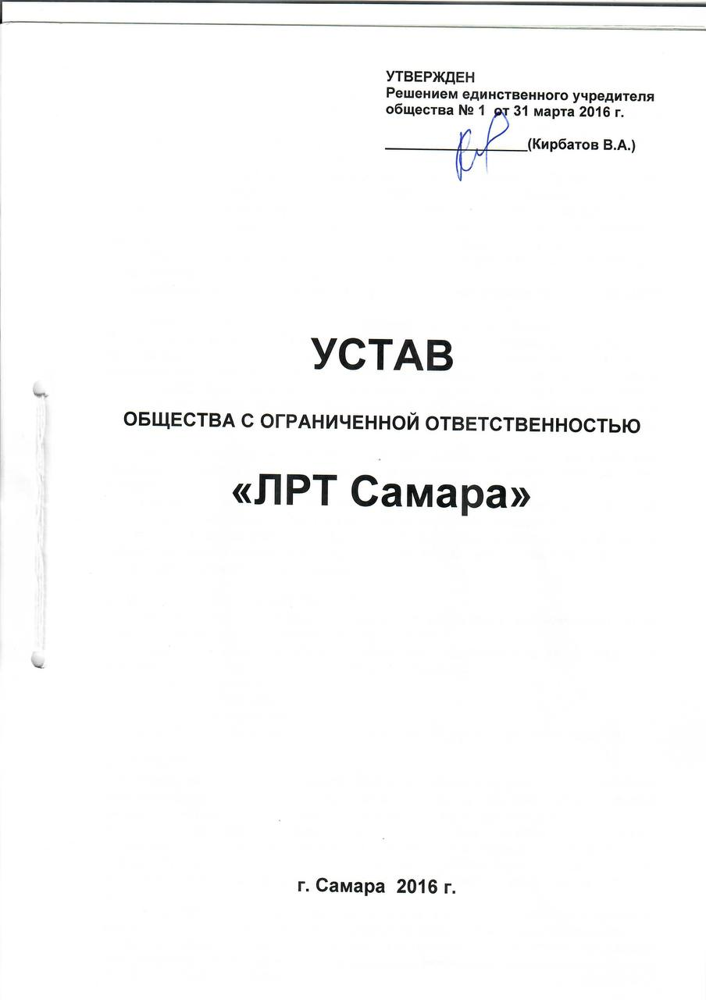 УТВЕРЖДЕН
Решением единственного учредителя
общества № 1 от 31 марта 2016 г.
_________________(Кирбатов В.А.)
УСТАВ
ОБЩЕСТВА С ОГРАНИЧЕННОЙ ОТВЕТСТВЕННОСТЬЮ
«ЛРТ Самара»
г. Самара 2016 г.